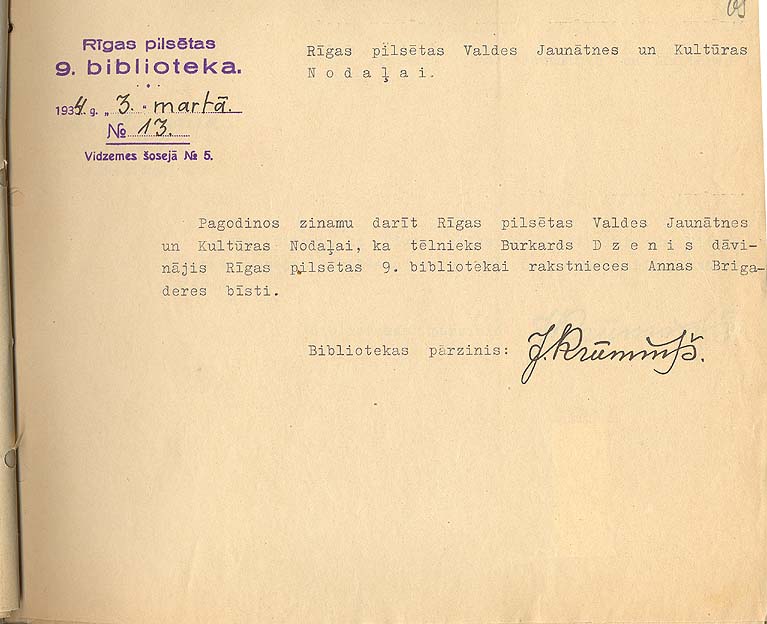 Rīgas pilsētas
9. biblioteka.
1934. g. „ 3. " martā.
№ 13.
Vidzemes šosejā № 5.
Rīgas pilsētas Valdes Jaunātnes un Kultūras
Nodaļai.
Pagodinos zinamu darīt Rīgas pilsētas Valdes Jaunātnes
un Kultūras Nodaļai, ka tēlnieks Burkards Dzenis dāvi-
nājis Rīgas pilsētas 9. bibliotekai rakstnieces Annas Briga-
deres bīsti.
Bibliotekas pārzinis: J. Krūmiņš.